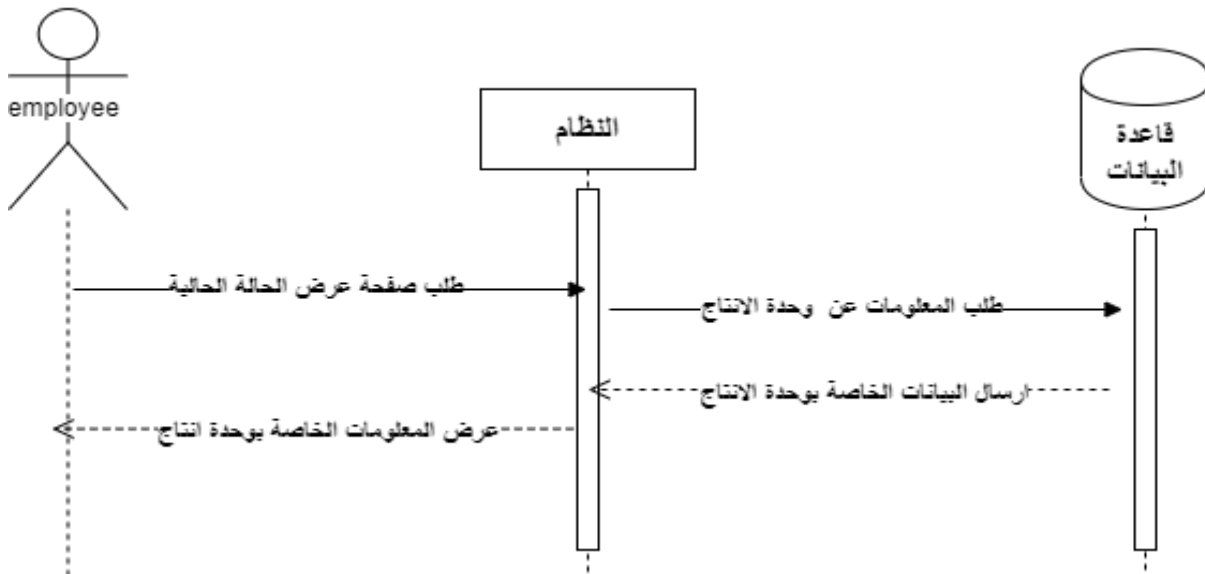 employee
النظام
قاعدة
البيانات
طلب صفحة عرض الحالة الحالية
طلب المعلومات عن وحدة الانتاج
ارسال البيانات الخاصة بوحدة الانتاج
عرض المعلومات الخاصة بوحدة انتاج